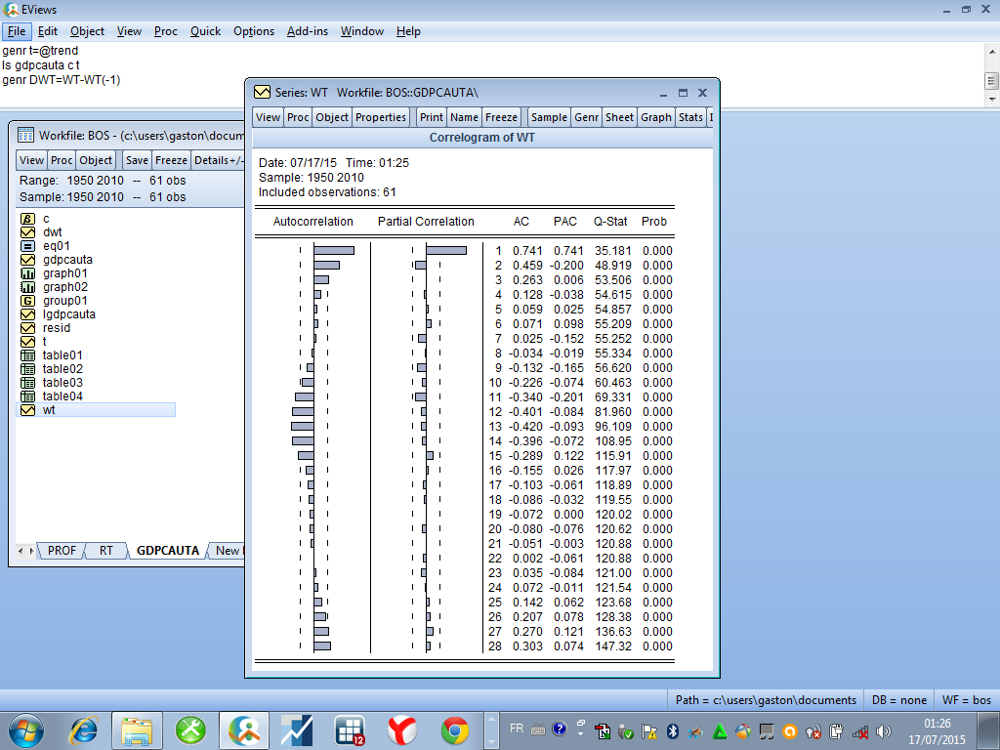 EViews
File Edit Object View Proc Quick Options Add-ins Window Help
genr t=@trend
ls gdpcauta c t
genr DWT=WT-WT(-1)
Workfile: BOS - (c:\users\gaston\docum
View Proc Object Save Freeze Details+/-
Range: 1950 2010 -- 61 obs
Sample: 1950 2010 -- 61 obs
c
dwt
eq01
gdpcauta
graph01
graph02
group01
lgdpcauta
resid
t
table01
table02
table03
table04
wt
PROF RT GDPCAUTA New
Series: WT Workfile: BOS::GDPCAUTA\
View Proc Object Properties Print Name Freeze Sample Genr Sheet Graph Stats
Correlogram of WT
Date: 07/17/15 Time: 01:25
Sample: 1950 2010
Included observations: 61
Autocorrelation Partial Correlation AC PAC Q-Stat Prob
1 0.741 0.741 35.181 0.000
2 0.459 -0.200 48.919 0.000
3 0.263 0.006 53.506 0.000
4 0.128 -0.038 54.615 0.000
5 0.059 0.025 54.857 0.000
6 0.071 0.098 55.209 0.000
7 0.025 -0.152 55.252 0.000
8 -0.034 -0.019 55.334 0.000
9 -0.132 -0.165 56.620 0.000
10 -0.226 -0.074 60.463 0.000
11 -0.340 -0.201 69.331 0.000
12 -0.401 -0.084 81.960 0.000
13 -0.420 -0.093 96.109 0.000
14 -0.396 -0.072 108.95 0.000
15 -0.289 0.122 115.91 0.000
16 -0.155 0.026 117.97 0.000
17 -0.103 -0.061 118.89 0.000
18 -0.086 -0.032 119.55 0.000
19 -0.072 0.000 120.02 0.000
20 -0.080 -0.076 120.62 0.000
21 -0.051 -0.003 120.88 0.000
22 0.002 -0.061 120.88 0.000
23 0.035 -0.084 121.00 0.000
24 0.072 -0.011 121.54 0.000
25 0.142 0.062 123.68 0.000
26 0.207 0.078 128.38 0.000
27 0.270 0.121 136.63 0.000
28 0.303 0.074 147.32 0.000
Path = c:\users\gaston\documents DB = none WF = bos
12
FR
01:26
17/07/2015